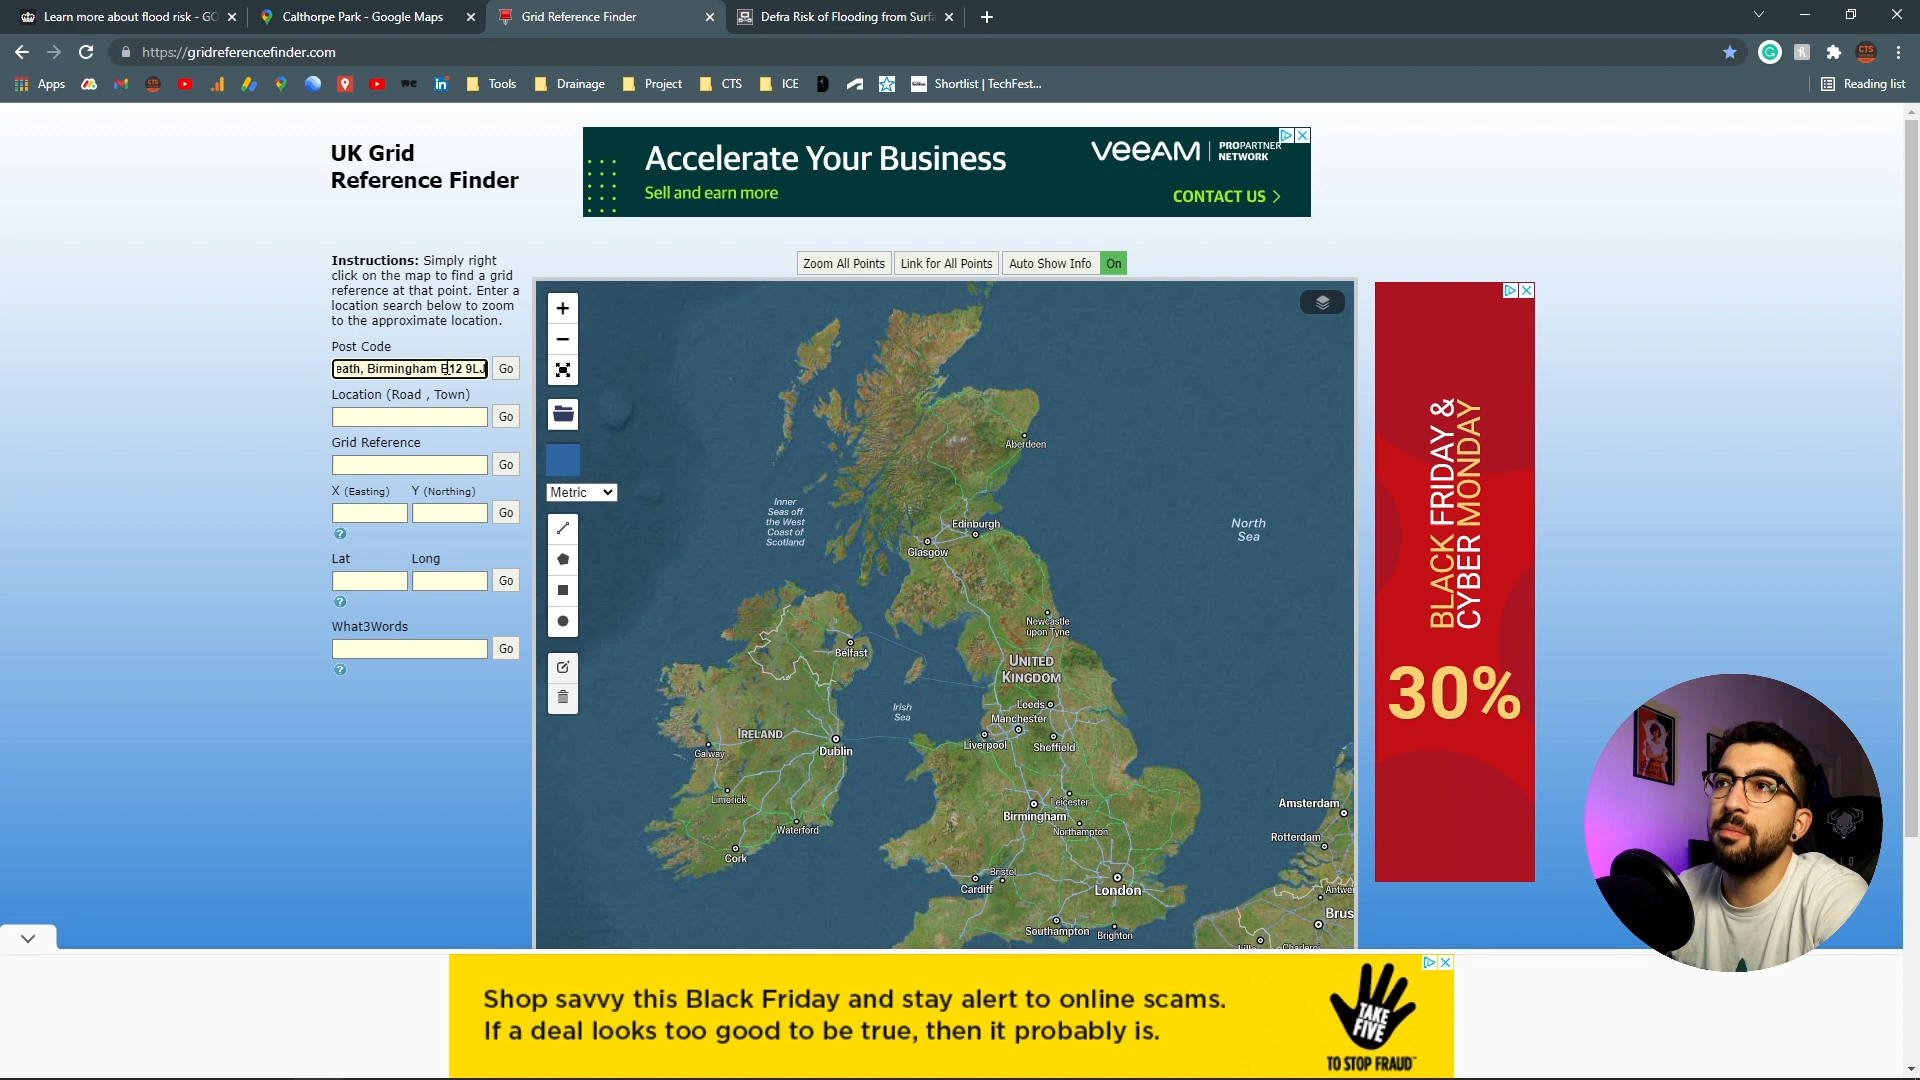 Learn more about flood risk - GO
Calthorpe Park - Google Maps
Grid Reference Finder
Defra Risk of Flooding from Surfa
https://gridreferencefinder.com
Apps
CTS
we
in
Tools
Drainage
Project
CTS
ICE
Shortlist | TechFest...
Reading list
UK Grid
Reference Finder
Accelerate Your Business
Sell and earn more
veeAM
PROPARTNER
NETWORK
CONTACT US >
Instructions: Simply right
click on the map to find a grid
reference at that point. Enter a
location search below to zoom
to the approximate location.
Post Code
eath, Birmingham B12 9LJ
Go
Location (Road , Town)
Go
Grid Reference
Go
X (Easting)
Y (Northing)
Go
Lat
Long
Go
What3Words
Go
Zoom All Points
Link for All Points
Auto Show Info
On
Metric
Aberdeen
Inner
Seas off
the West
Coast of
Scotland
North
Sea
Edinburgh
Glasgow
Newcastle
upon Tyne
Belfast
UNITED
KINGDOM
Irish
Sea
Leeds
Manchester
Liverpool
Sheffield
IRELAND
Galway
Dublin
Limerick
Waterford
Cork
Birmingham
Leicester
Northampton
Amsterdam
Rotterdam
Bristol
Cardiff
London
Antwer
Brus
Southampton
Brighton
Lille
Charleroi
BLACK FRIDAY &
CYBER MONDAY
30%
Shop savvy this Black Friday and stay alert to online scams.
If a deal looks too good to be true, then it probably is.
TAKE
FIVE
TO STOP FRAUD™